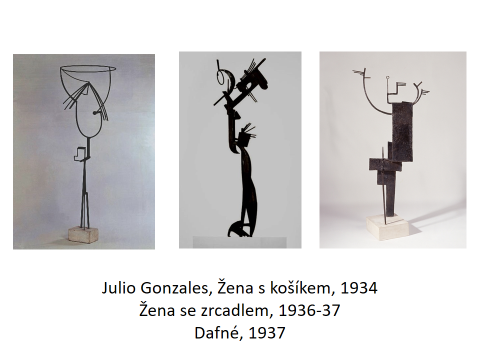 Julio Gonzales, Žena s košíkem, 1934
Žena se zrcadlem, 1936-37
Dafné, 1937